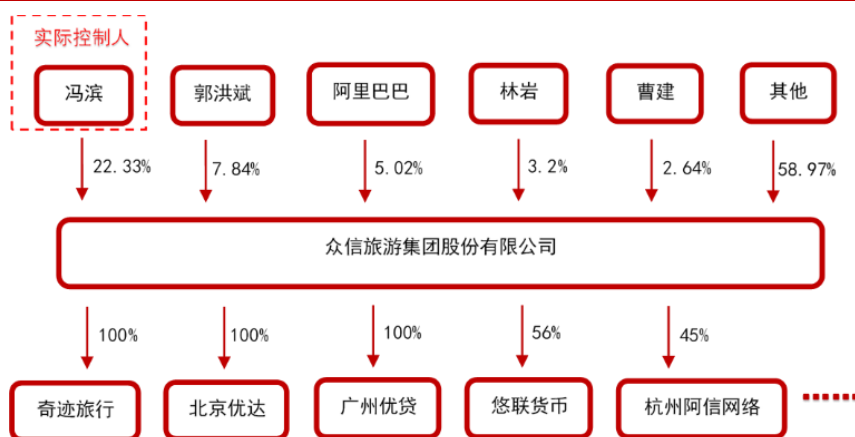 实际控制人
冯滨
郭洪斌
阿里巴巴
林岩
曹建
其他
22.33%
7.84%
5.02%
3.2%
2.64%
58.97%
众信旅游集团股份有限公司
100%
100%
100%
56%
45%
奇迹旅行
北京优达
广州优贷
悠联货币
杭州阿信网络